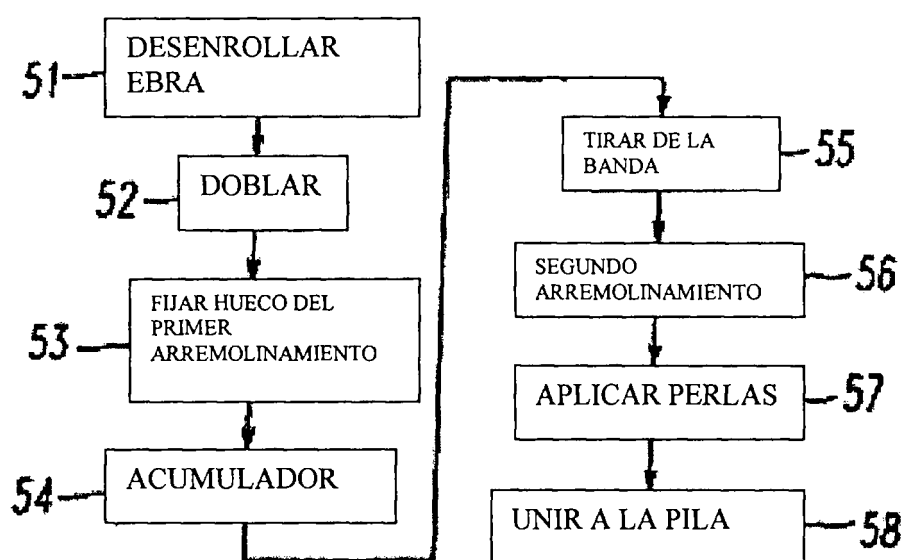 51
DESENROLLAR
EBRA
52
DOBLAR
53
FIJAR HUECO DEL
PRIMER
ARREMOLINAMIENTO
54
ACUMULADOR
TIRAR DE LA
BANDA
55
SEGUNDO
ARREMOLINAMIENTO
56
APLICAR PERLAS
57
UNIR A LA PILA
58